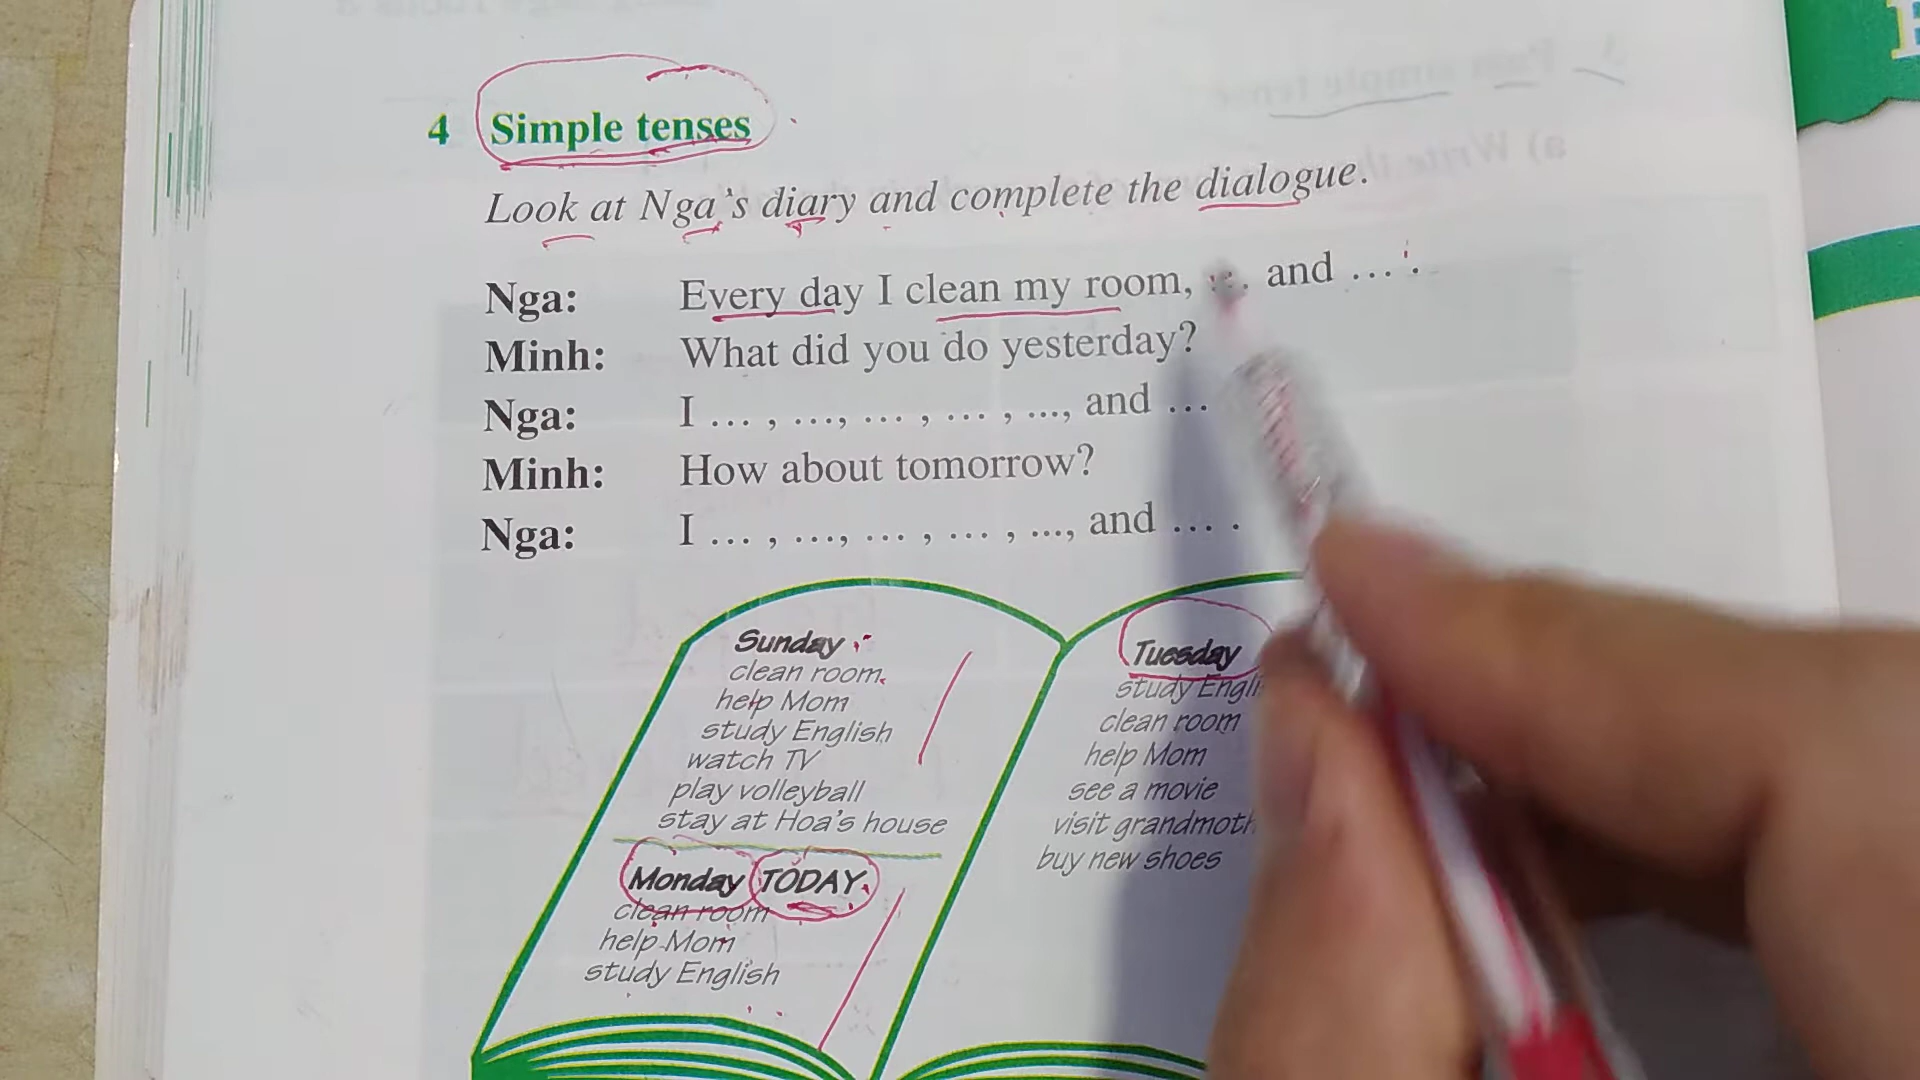 4 Simple tenses
Look at Nga's diary and complete the dialogue.
Nga: Every day I clean my room, ... and ... .
Minh: What did you do yesterday?
Nga: I ... , ..., ... , ... , ..., and ...
Minh: How about tomorrow?
Nga: I ... , ..., ... , ... , ..., and ... .
Sunday
clean room
help Mom
study English
watch TV
play volleyball
stay at Hoa's house
Monday TODAY
clean room
help Mom
study English
Tuesday
study
clean room
help Mom
see a movie
visit
buy new shoes